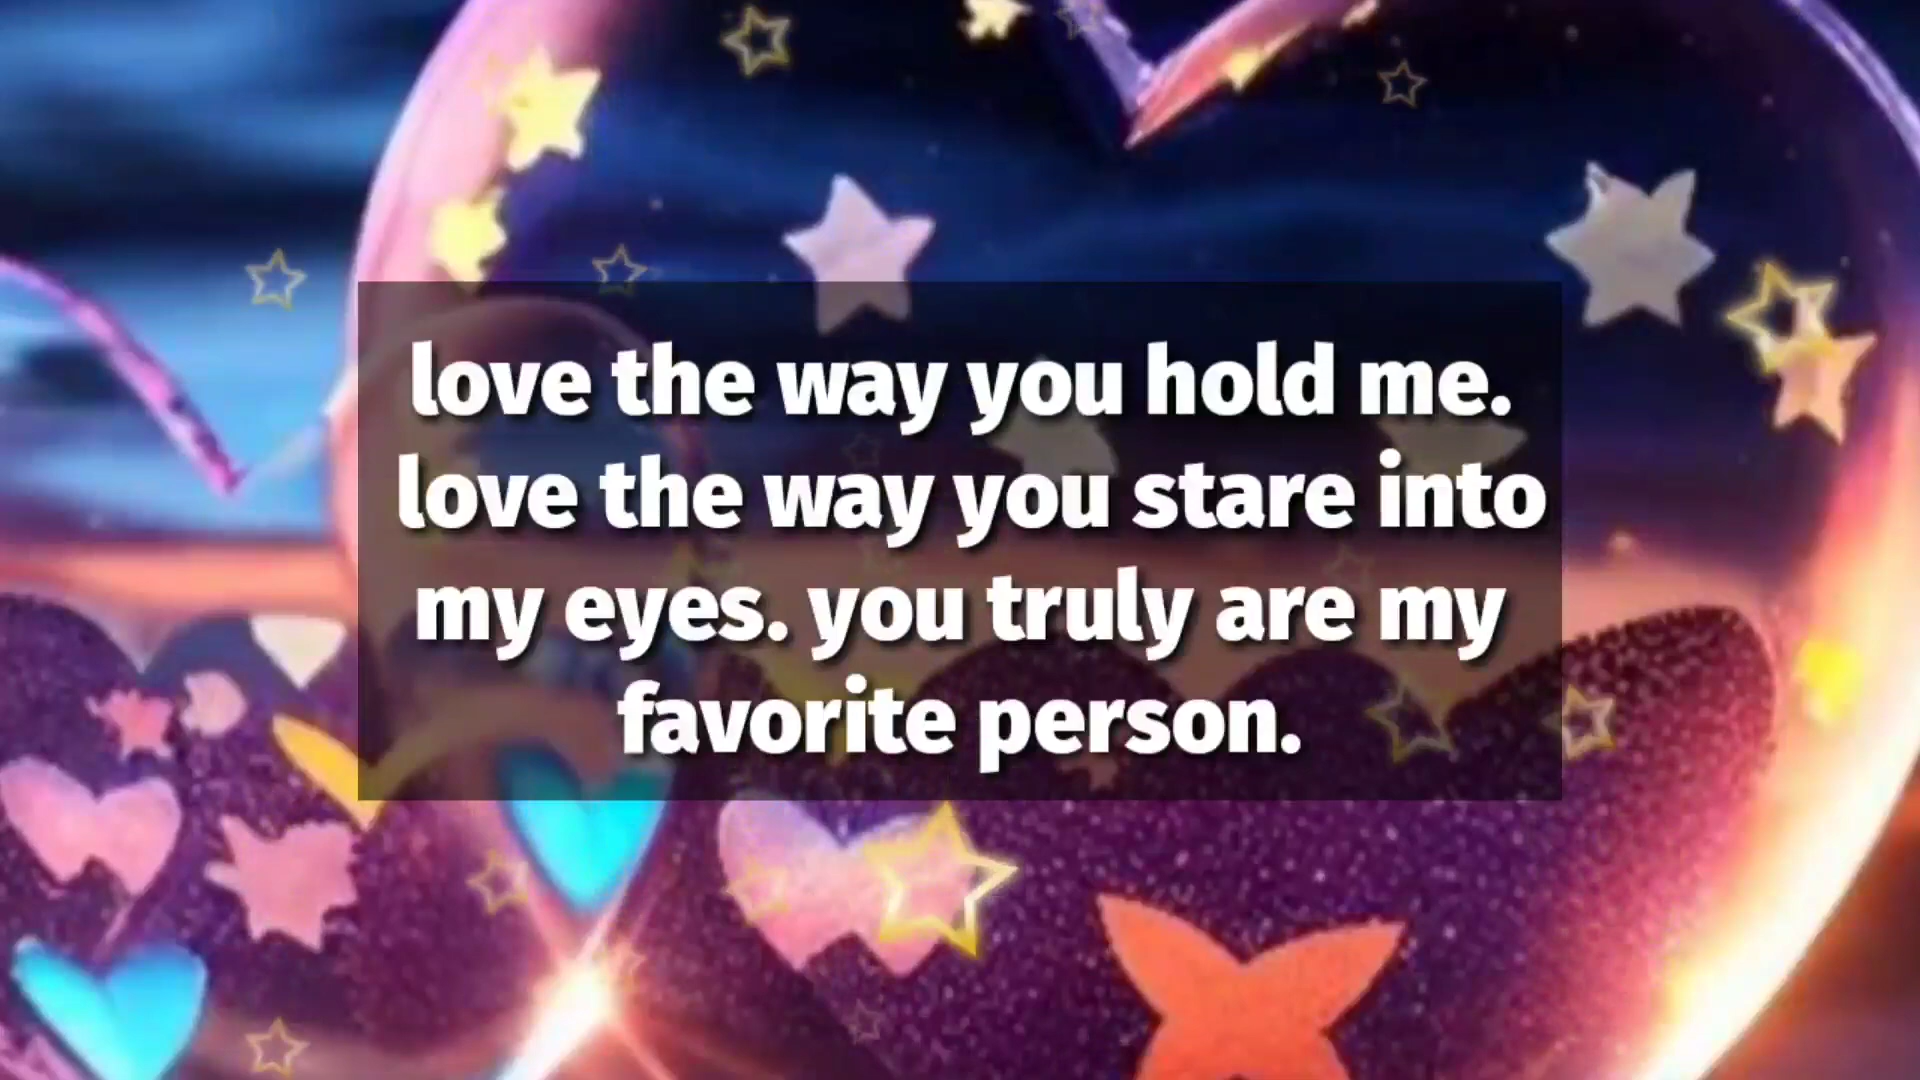 love the way you hold me.
love the way you stare into
my eyes. you truly are my
favorite person.